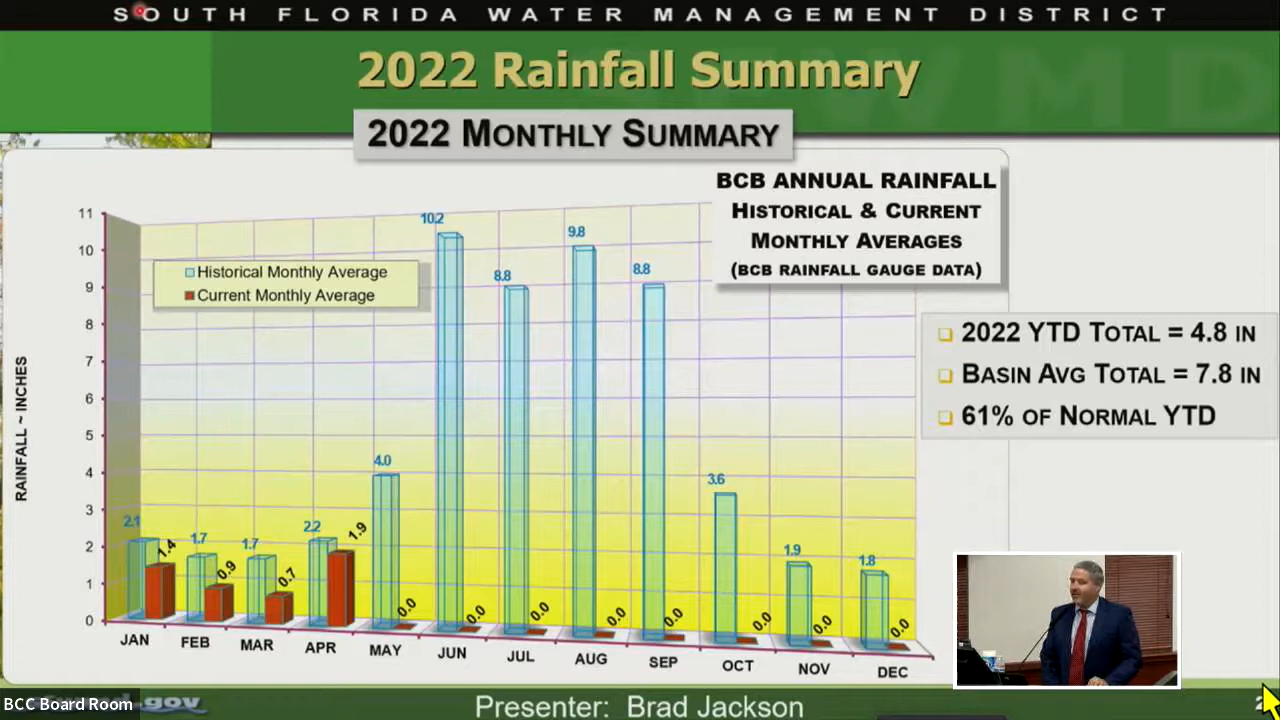 SOUTH FLORIDA WATER MANAGEMENT DISTRICT
2022 Rainfall Summary
2022 MONTHLY SUMMARY
BCB ANNUAL RAINFALL
HISTORICAL & CURRENT
MONTHLY AVERAGES
(BCB RAINFALL GAUGE DATA)
Historical Monthly Average
Current Monthly Average
RAINFALL ~ INCHES
11
10
9
8
7
6
5
4
3
2
1
0
2.1
1.4
1.7
0.9
1.7
0.7
2.2
1.9
4.0
0.0
10.2
0.0
8.8
0.0
9.8
0.0
8.8
0.0
3.6
0.0
1.9
0.0
1.8
0.0
JAN FEB MAR APR MAY JUN JUL AUG SEP OCT NOV DEC
2022 YTD TOTAL = 4.8 IN
BASIN AVG TOTAL = 7.8 IN
61% OF NORMAL YTD
BCC Board Room
.gov
Presenter: Brad Jackson